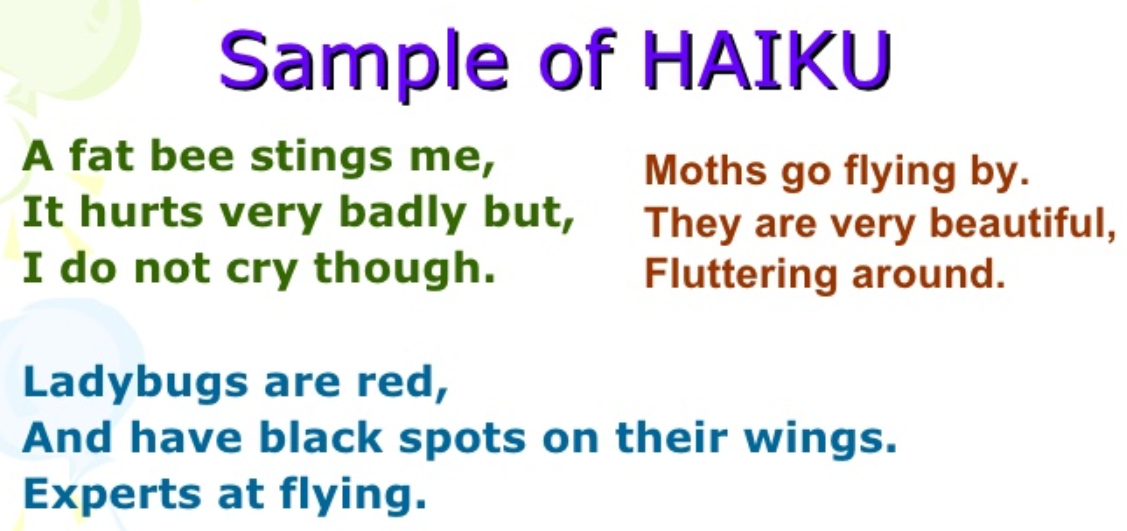 Sample of HAIKU
A fat bee stings me,
It hurts very badly but,
I do not cry though.
Moths go flying by.
They are very beautiful,
Fluttering around.
Ladybugs are red,
And have black spots on their wings.
Experts at flying.